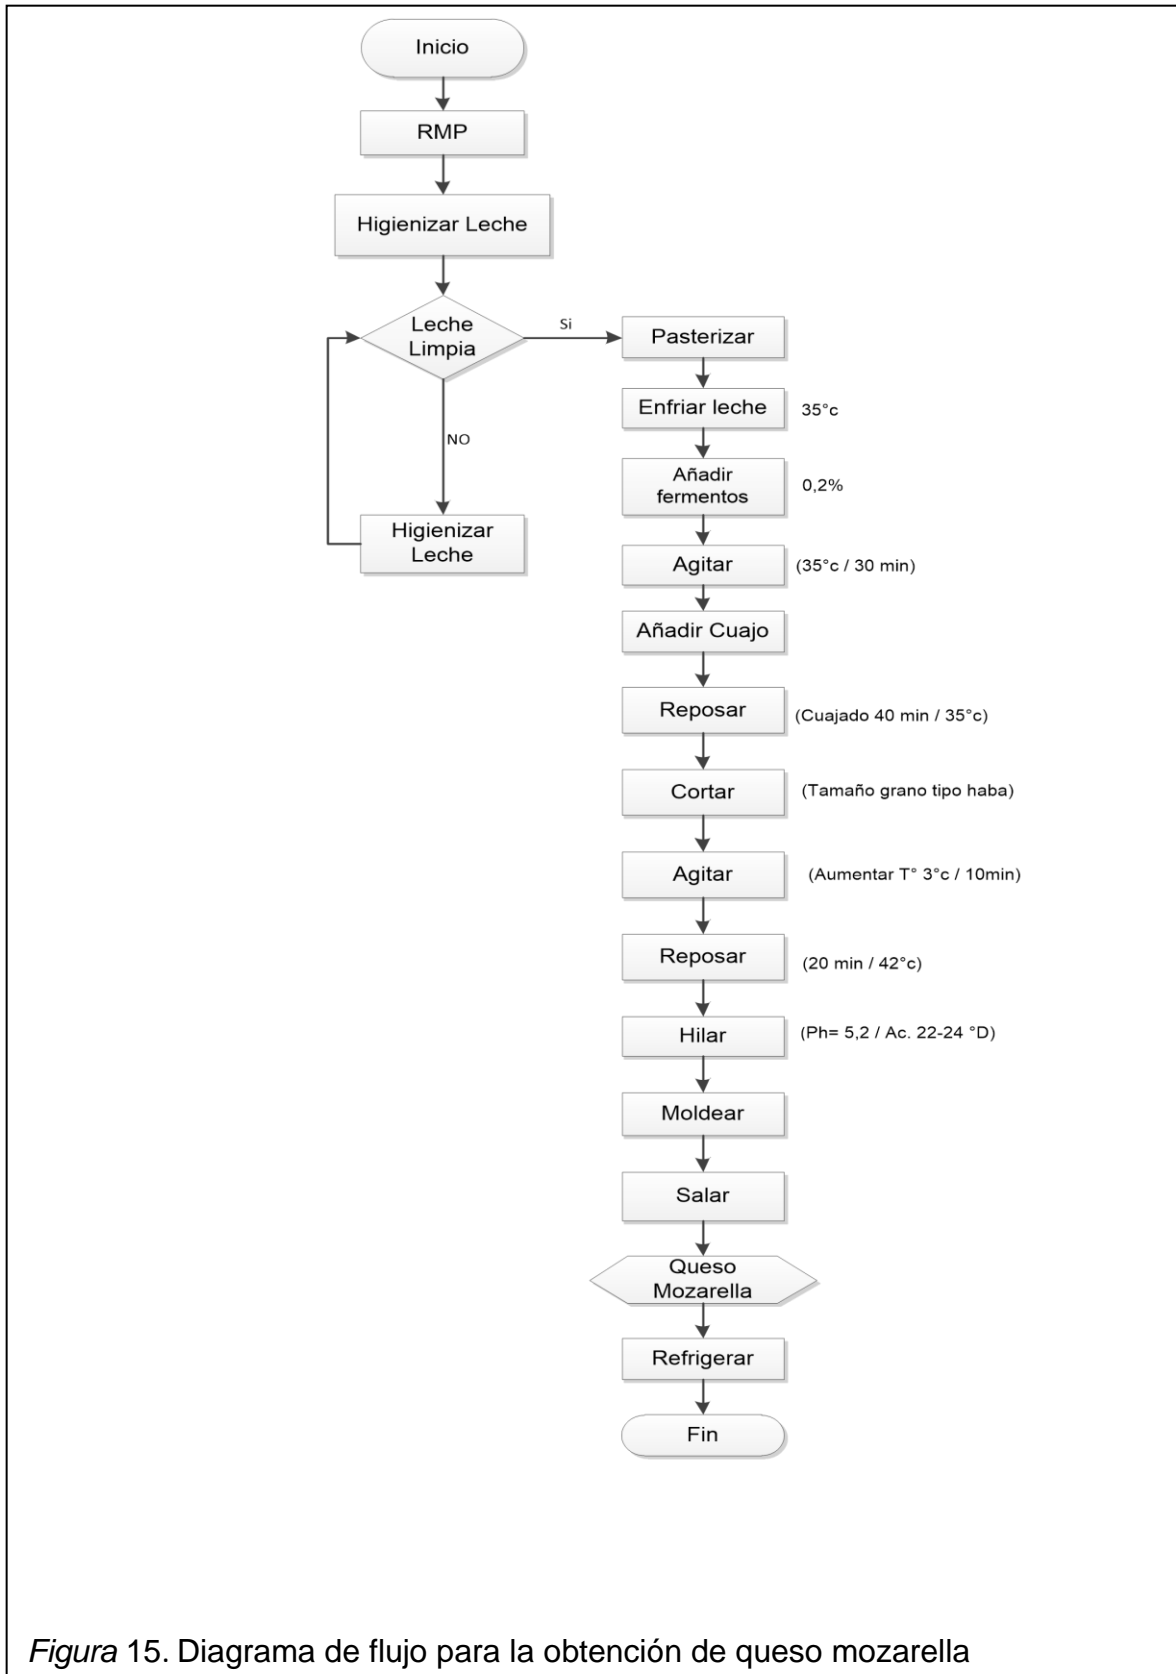 Inicio
RMP
Higienizar Leche
Leche
Limpia
Si
NO
Higienizar
Leche
Pasterizar
Enfriar leche
35°c
Añadir
fermentos
0,2%
Agitar
(35°c / 30 min)
Añadir Cuajo
Reposar
(Cuajado 40 min / 35°c)
Cortar
(Tamaño grano tipo haba)
Agitar
(Aumentar T° 3°c / 10min)
Reposar
(20 min / 42°c)
Hilar
(Ph= 5,2 / Ac. 22-24 °D)
Moldear
Salar
Queso
Mozarella
Refrigerar
Fin
Figura 15. Diagrama de flujo para la obtención de queso mozarella